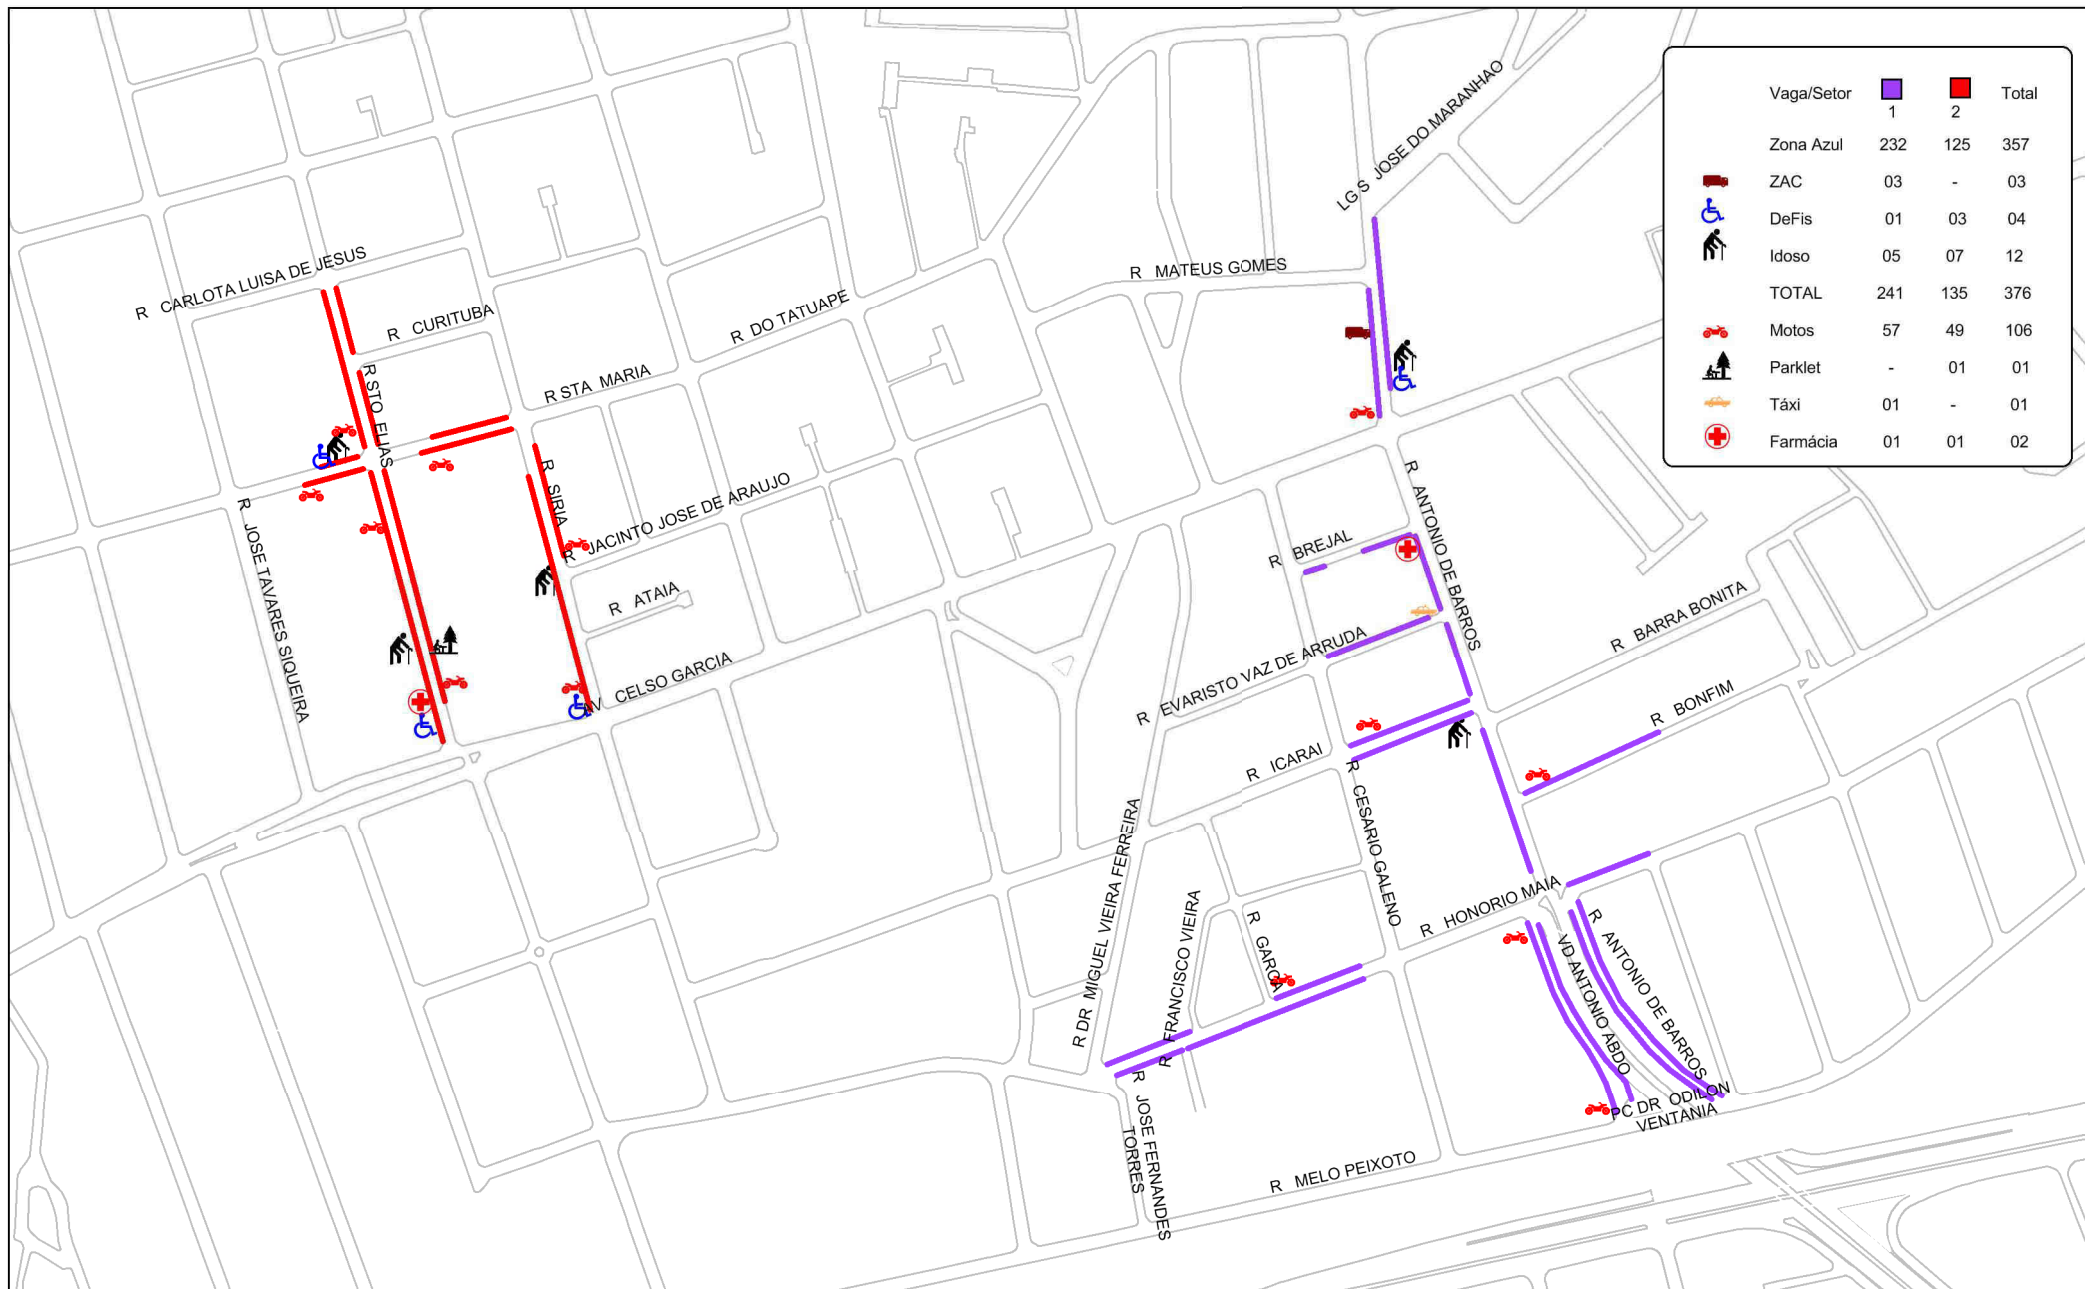 Vaga/Setor 1 2 Total
Zona Azul 232 125 357
ZAC 03 - 03
DeFis 01 03 04
Idoso 05 07 12
TOTAL 241 135 376
Motos 57 49 106
Parklet - 01 01
Táxi 01 - 01
Farmácia 01 01 02
LG S JOSE DO MARANHAO
R MATEUS GOMES
R CARLOTA LUISA DE JESUS
R CURITUBA
R DO TATUAPE
R STO ELIAS
R STA MARIA
R SIRIA
R JACINTO JOSE DE ARAUJO
R JOSE TAVARES SIQUEIRA
R ATAIA
AV CELSO GARCIA
R ANTONIO DE BARROS
R BREJAL
R EVARISTO VAZ DE ARRUDA
R BARRA BONITA
R BONFIM
R ICARAI
R CESARIO GALENO
R DR MIGUEL VIEIRA FERREIRA
R FRANCISCO VIEIRA
R GARCA
R HONORIO MAIA
VD ANTONIO ABDO
R ANTONIO DE BARROS
PC DR ODILON
VENTANIA
R JOSE FERNANDES
TORRES
R MELO PEIXOTO